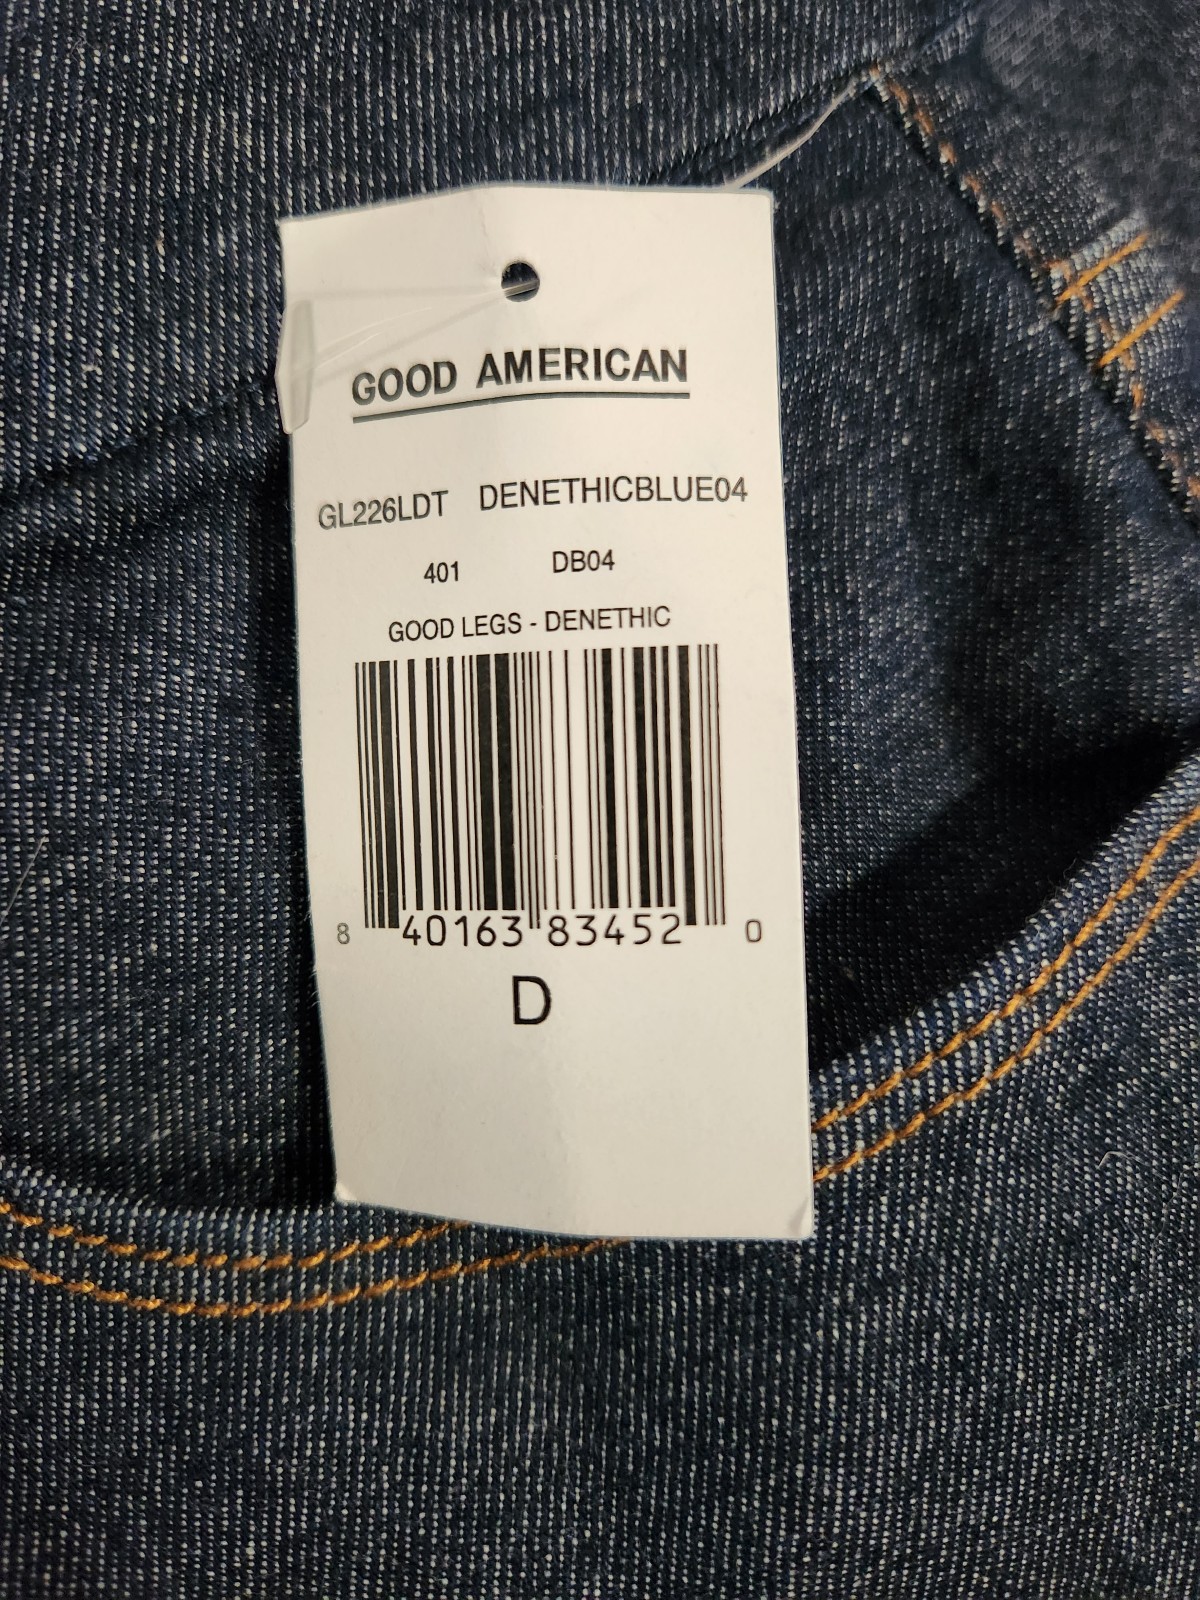 GOOD AMERICAN
GL226LDT DENETHICBLUE04
401 DB04
GOOD LEGS - DENETHIC
8 40163 83452 0
D